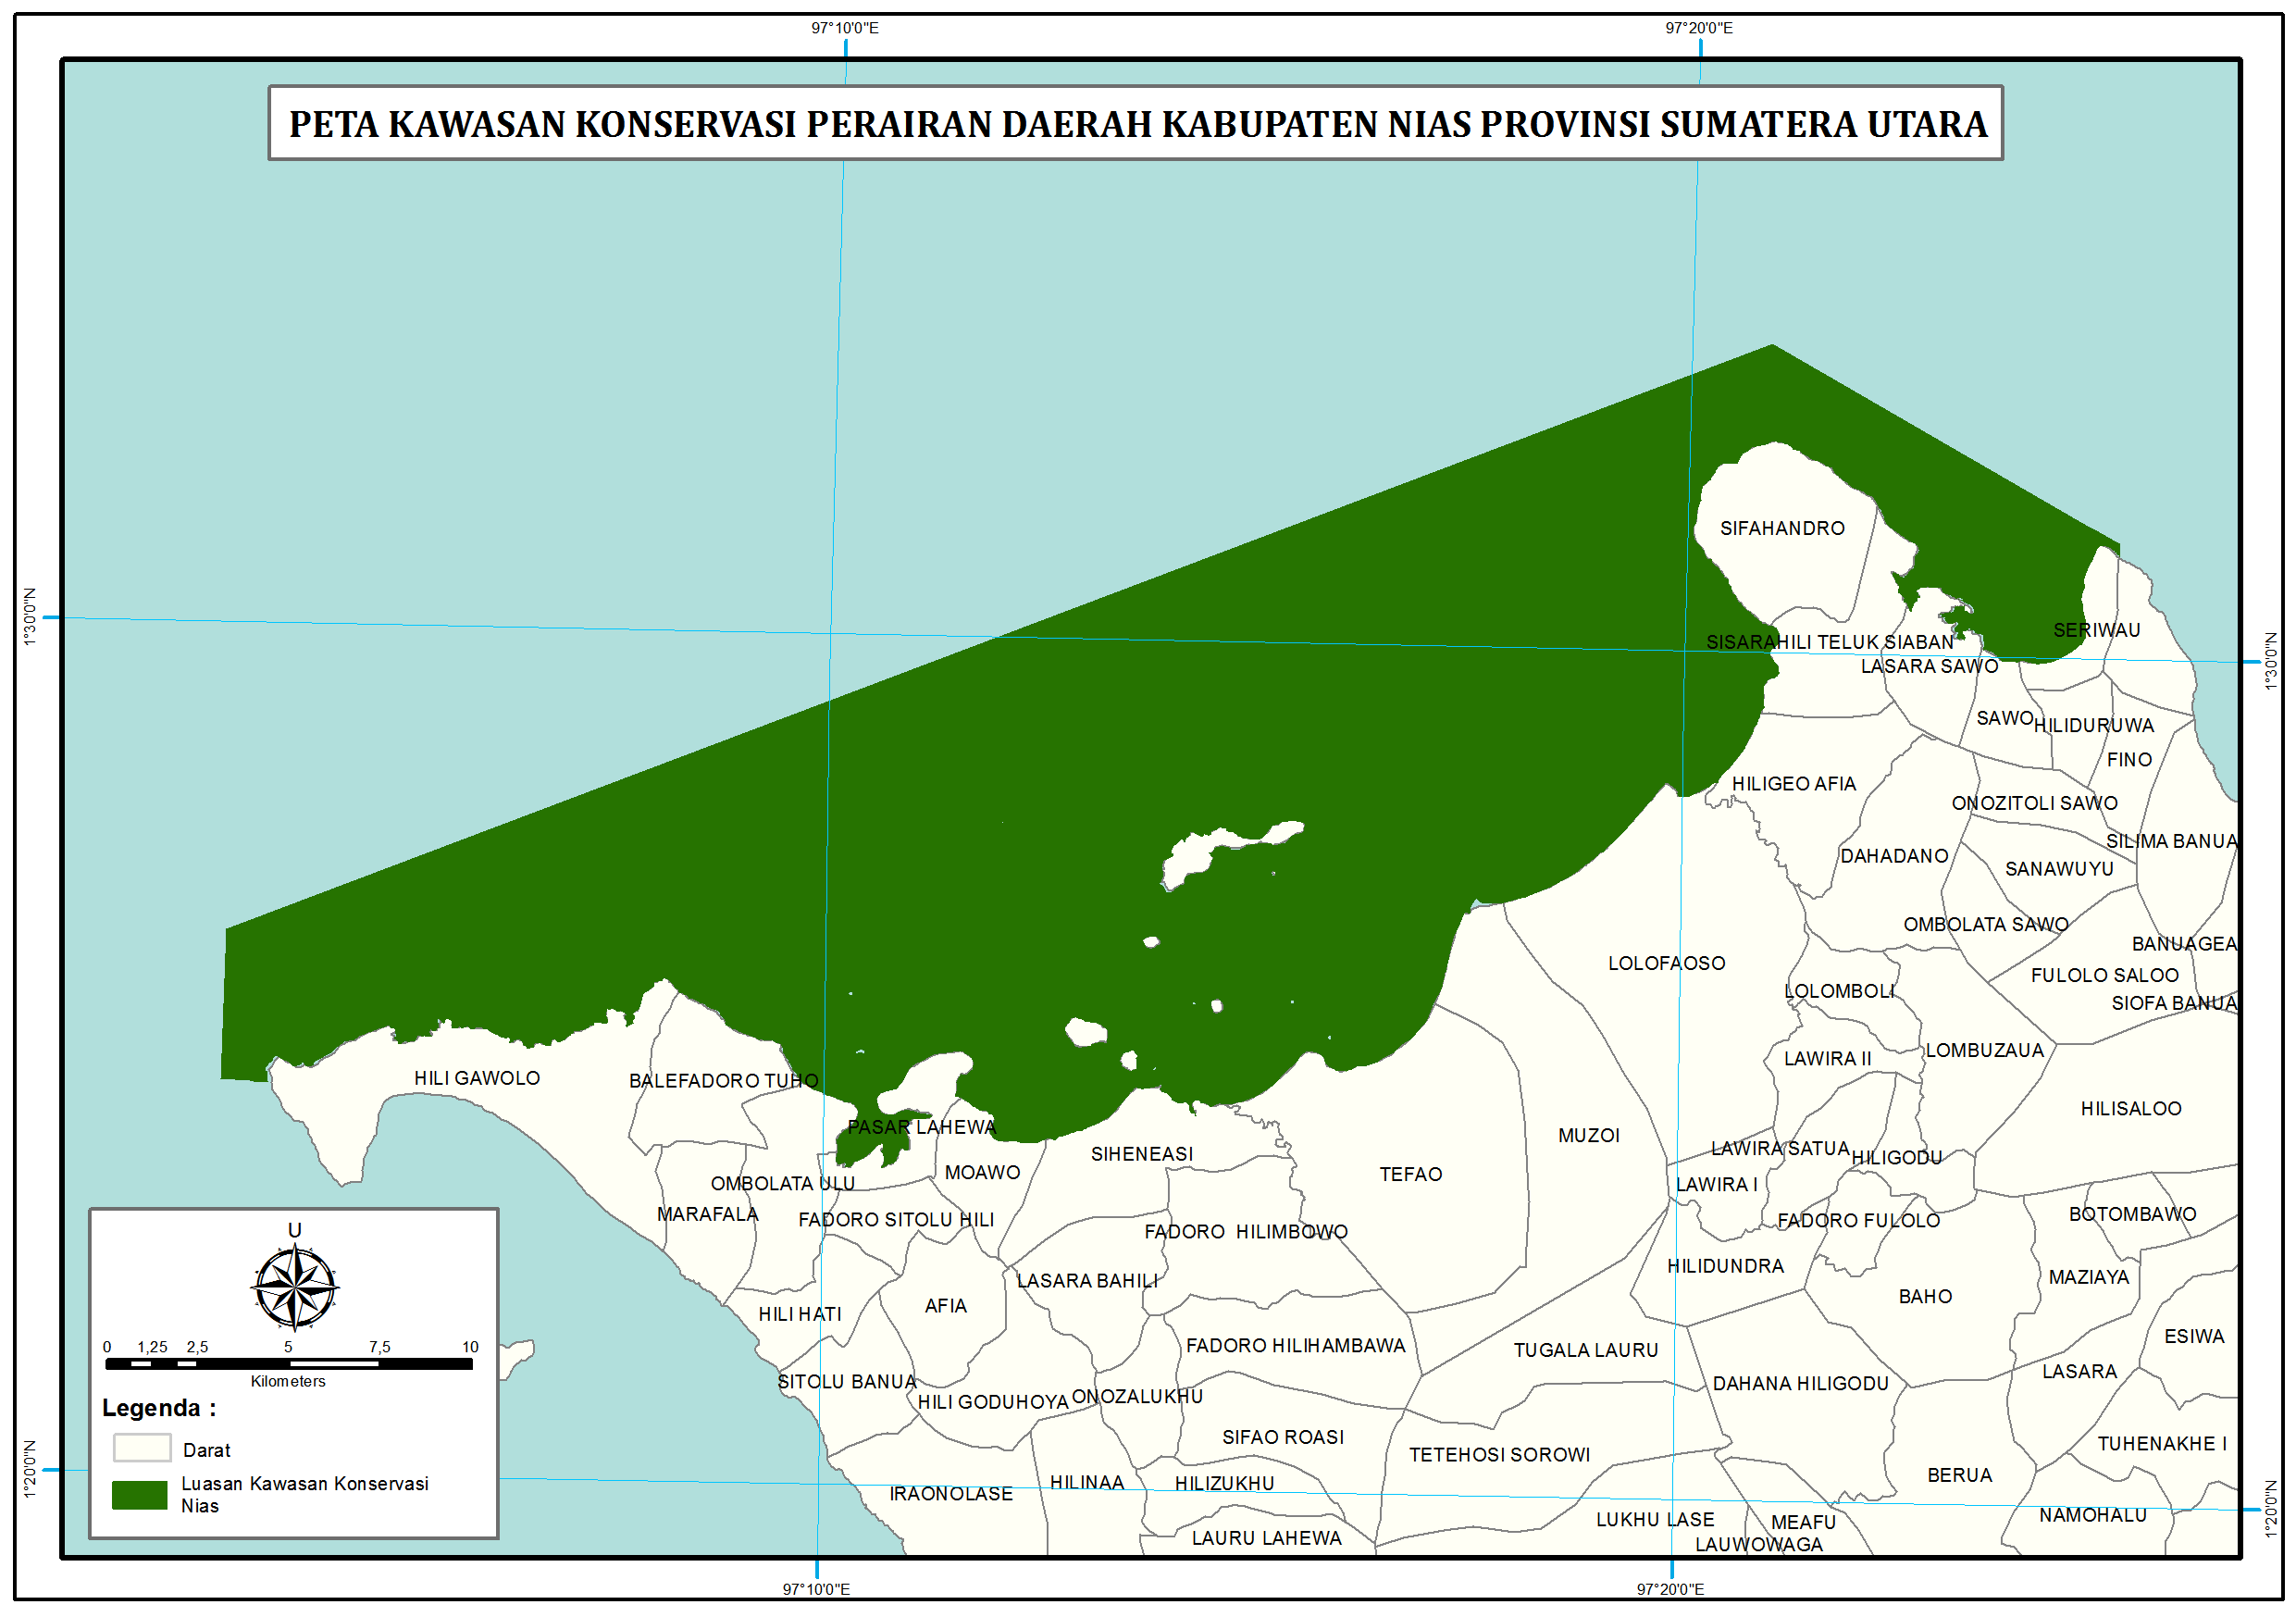 97°10'0"E
97°20'0"E
PETA KAWASAN KONSERVASI PERAIRAN DAERAH KABUPATEN NIAS PROVINSI SUMATERA UTARA
SIFAHANDRO
1°30'0"N
SERIWAU
SISARAHILI TELUK SIABAN
1°30'0"N
LASARA SAWO
SAWO
HILIDURUWA
FINO
HILIGEO AFIA
ONOZITOLI SAWO
SILIMA BANUA
DAHADANO
SANAWUYU
OMBOLATA SAWO
BANUAGEA
LOLOFAOSO
FULOLO SALOO
LOLOMBOLI
SIOFA BANUA
LOMBUZAUA
LAWIRA II
HILI GAWOLO
BALEFADORO TUHO
HILISALOO
PASAR LAHEWA
MUZOI
LAWIRA SATUA
SIHENEASI
HILIGODU
MOAWO
TEFAO
OMBOLATA ULU
LAWIRA I
MARAFALA
BOTOMBAWO
FADORO SITOLU HILI
FADORO FULOLO
FADORO  HILIMBOWO
HILIDUNDRA
MAZIAYA
LASARA BAHILI
BAHO
AFIA
HILI HATI
ESIWA
FADORO HILIHAMBAWA
TUGALA LAURU
LASARA
SITOLU BANUA
DAHANA HILIGODU
ONOZALUKHU
HILI GODUHOYA
SIFAO ROASI
TUHENAKHE I
TETEHOSI SOROWI
BERUA
HILINAA
HILIZUKHU
IRAONOLASE
NAMOHALU
LUKHU LASE
MEAFU
LAURU LAHEWA
LAUWOWAGA
U
0 1,25 2,5 5 7,5 10
Kilometers
Legenda :
Darat
Luasan Kawasan Konservasi
Nias
1°20'0"N
1°20'0"N
97°10'0"E
97°20'0"E